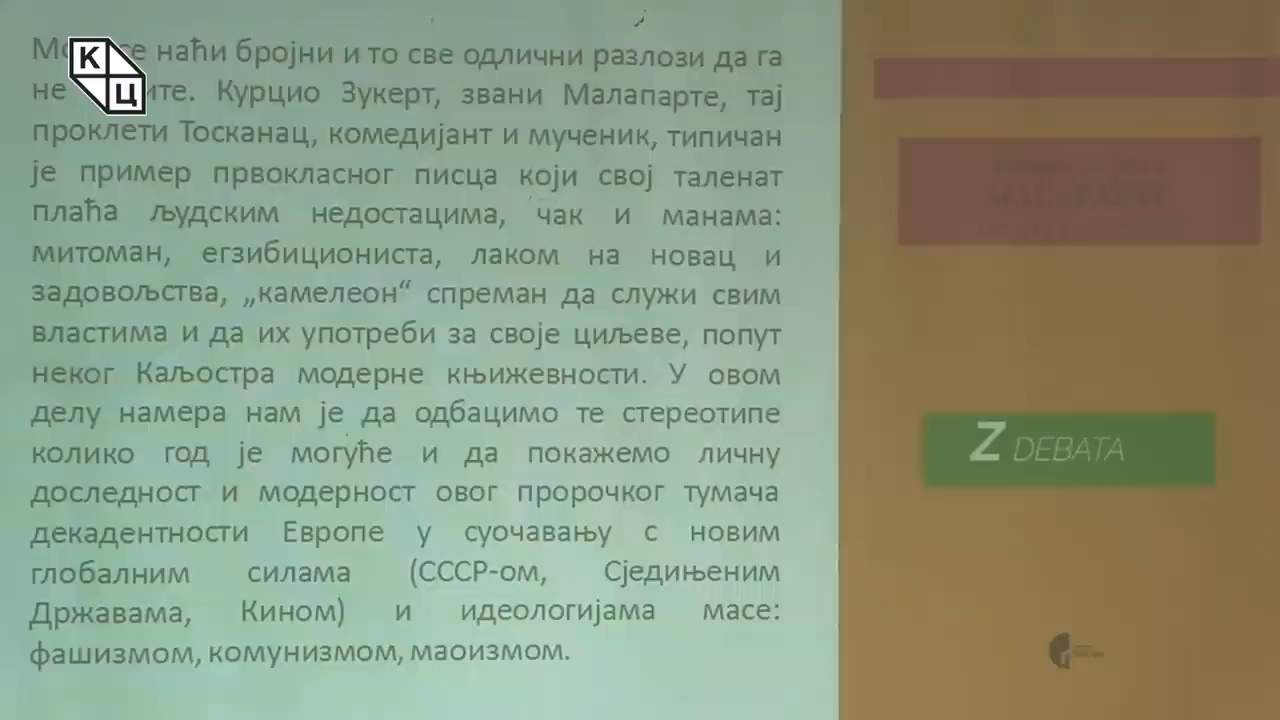 се наћи бројни и то све одлични разлози да га
не Курцио Зукерт, звани Малапарте, тај
проклети Тосканац, комедијант и мученик, типичан
је пример првокласног писца који свој таленат
плаћа људским недостацима, чак и манама:
митоман, егзибициониста, лаком на новац и
задовољства, „камелеон“ спреман да служи свим
властима и да их употреби за своје циљеве, попут
неког Каљостра модерне књижевности. У овом
делу намера нам је да одбацимо те стереотипе
колико год је могуће и да покажемо личну
доследност и модерност овог пророчког тумача
декадентности Европе у суочавању с новим
глобалним силама (СССР-ом, Сједињеним
Државама, Кином) и идеологијама масе:
фашизмом, комунизмом, маоизмом.
К
Ц
MALAPARTE
Z DEBATA